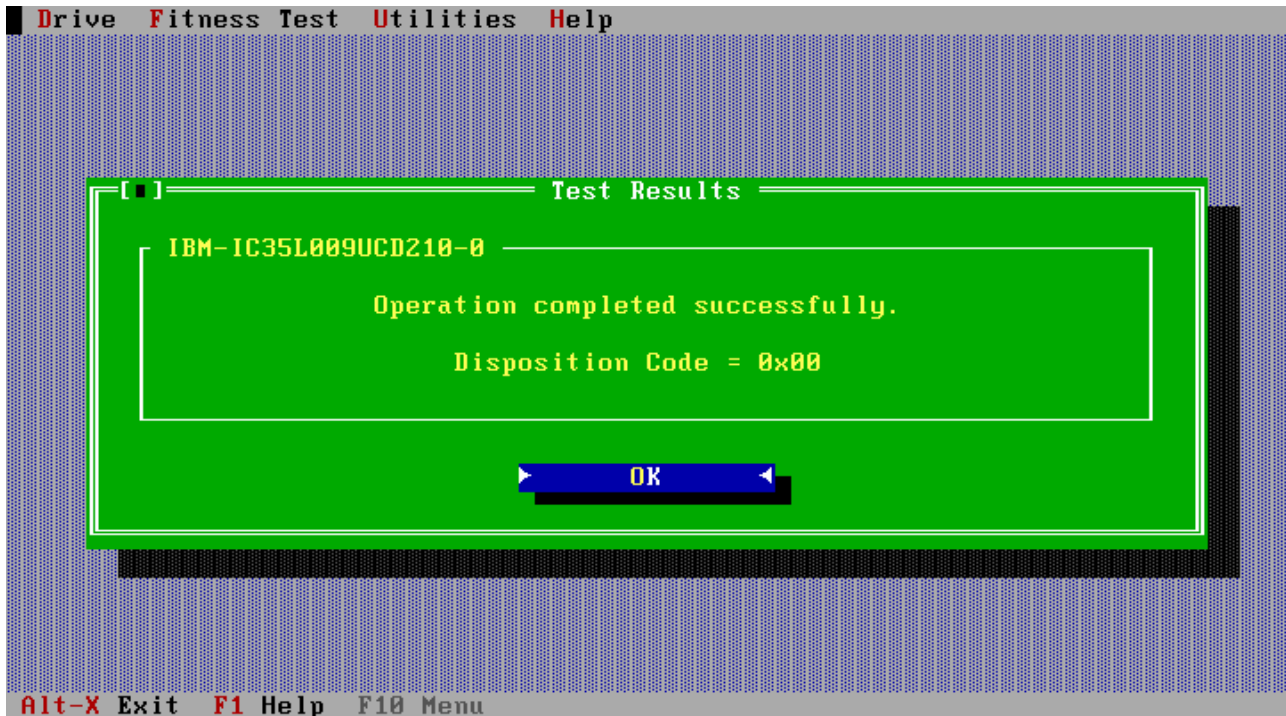 Drive Fitness Test Utilities Help
Test Results
IBM-IC35L009UCD210-0
Operation completed successfully.
Disposition Code = 0x00
OK
Alt-X Exit F1 Help F10 Menu